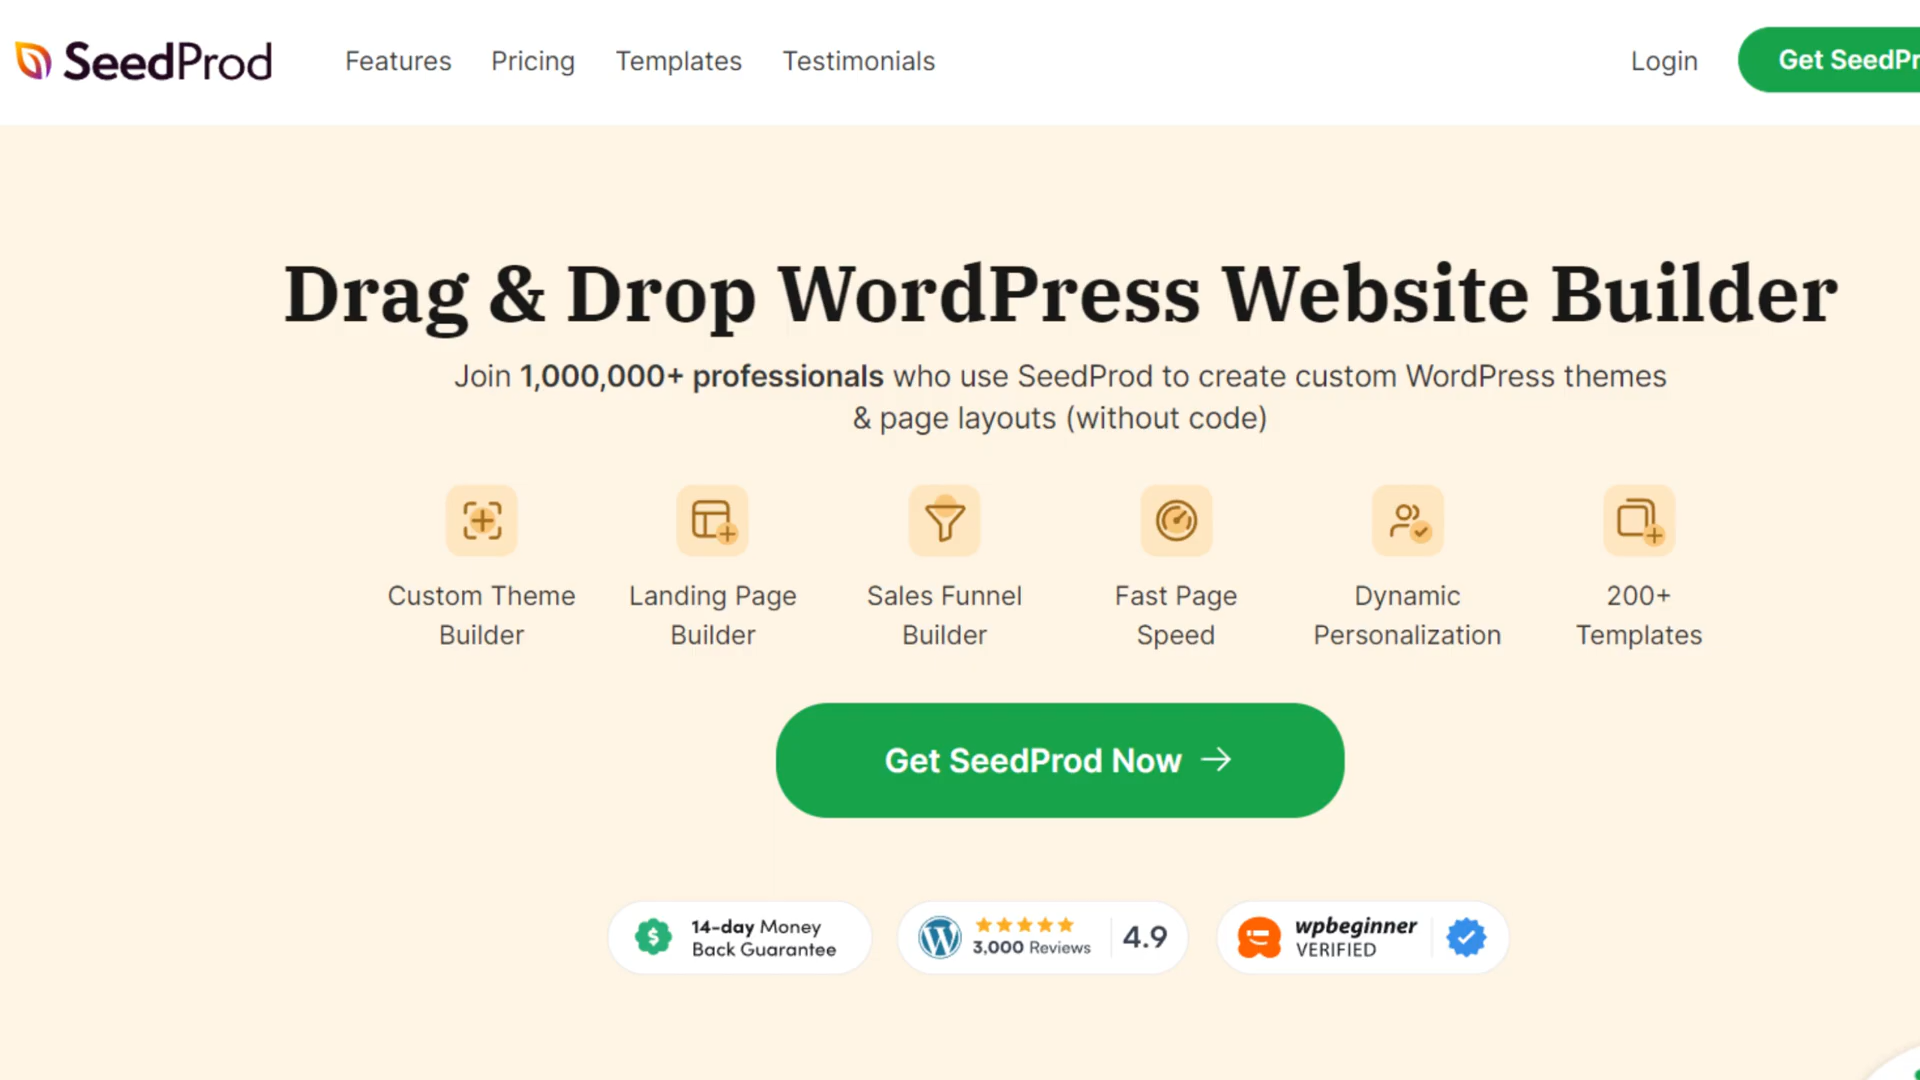 SeedProd
Features Pricing Templates Testimonials
Login
Get SeedPr
Drag & Drop WordPress Website Builder
Join 1,000,000+ professionals who use SeedProd to create custom WordPress themes
& page layouts (without code)
Custom Theme
Builder
Landing Page
Builder
Sales Funnel
Builder
Fast Page
Speed
Dynamic
Personalization
200+
Templates
Get SeedProd Now →
14-day Money
Back Guarantee
3,000 Reviews
4.9
wpbeginner
VERIFIED